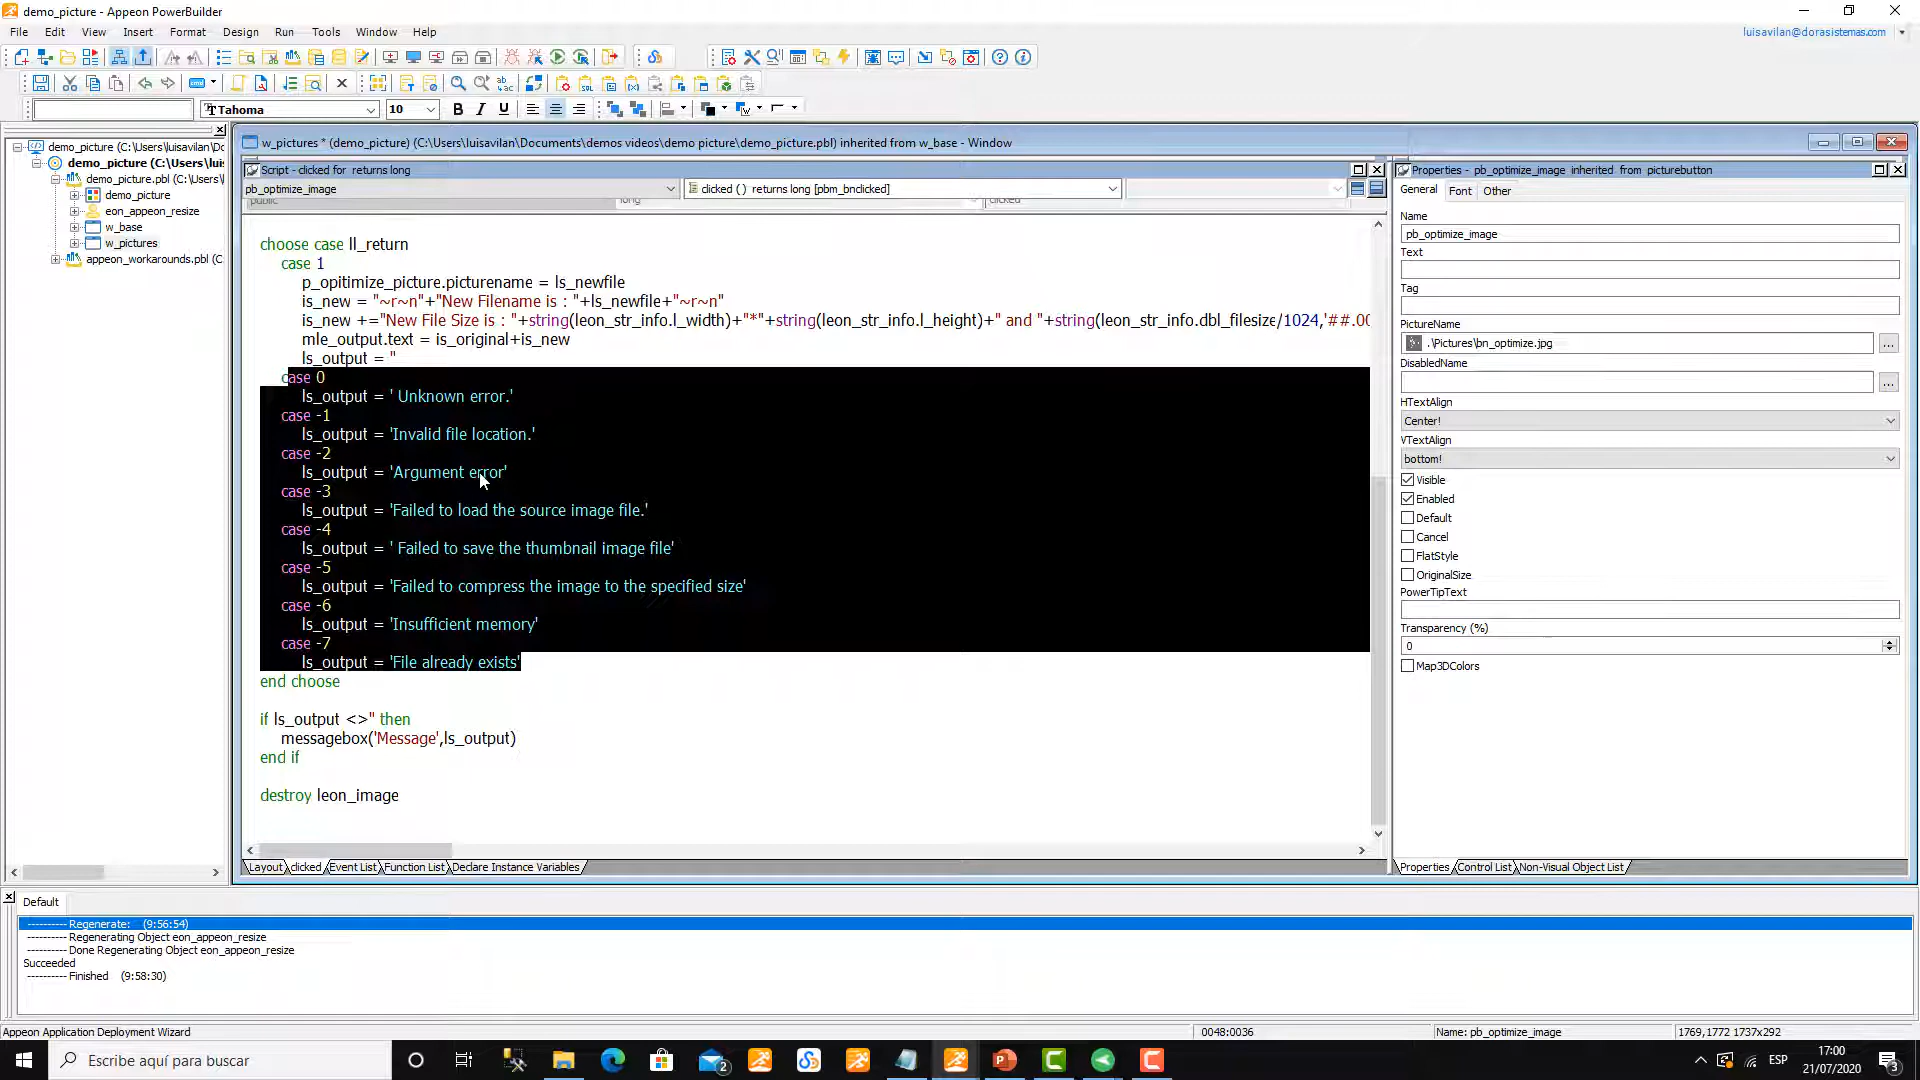 demo_picture - Appeon PowerBuilder
File Edit View Insert Format Design Run Tools Window Help
luisavilan@dorasistemas.com
Tahoma 10 B I U
demo_picture (C:\Users\luisavilan\Do
demo_picture (C:\Users\luis
demo_picture.pbl (C:\Users\
demo_picture
eon_appeon_resize
w_base
w_pictures
appeon_workarounds.pbl (C:
w_pictures * (demo_picture) (C:\Users\luisavilan\Documents\demos videos\demo picture\demo_picture.pbl) inherited from w_base - Window
Script - clicked for returns long
pb_optimize_image
clicked ( ) returns long [pbm_bnclicked]
public long clicked
choose case ll_return
case 1
p_opitimize_picture.picturename = ls_newfile
is_new = "~r~n"+"New Filename is : "+ls_newfile+"~r~n"
is_new +="New File Size is : "+string(leon_str_info.l_width)+"*"+string(leon_str_info.l_height)+" and "+string(leon_str_info.dbl_filesize/1024,'##.00
mle_output.text = is_original+is_new
ls_output = ''
case 0
ls_output = ' Unknown error.'
case -1
ls_output = 'Invalid file location.'
case -2
ls_output = 'Argument error'
case -3
ls_output = 'Failed to load the source image file.'
case -4
ls_output = ' Failed to save the thumbnail image file'
case -5
ls_output = 'Failed to compress the image to the specified size'
case -6
ls_output = 'Insufficient memory'
case -7
ls_output = 'File already exists'
end choose
if ls_output <>'' then
messagebox('Message',ls_output)
end if
destroy leon_image
Layout clicked Event List Function List Declare Instance Variables
Properties - pb_optimize_image inherited from picturebutton
General Font Other
Name
pb_optimize_image
Text
Tag
PictureName
.\Pictures\bn_optimize.jpg
...
DisabledName
...
HTextAlign
Center!
VTextAlign
bottom!
Visible
Enabled
Default
Cancel
FlatStyle
OriginalSize
PowerTipText
Transparency (%)
0
Map3DColors
Properties Control List Non-Visual Object List
Default
---------- Regenerate: (9:56:54)
---------- Regenerating Object eon_appeon_resize
---------- Done Regenerating Object eon_appeon_resize
Succeeded
---------- Finished (9:58:30)
Appeon Application Deployment Wizard
0048:0036
Name: pb_optimize_image
1769,1772 1737x292
Escribe aquí para buscar
2
ESP
17:00
21/07/2020
3